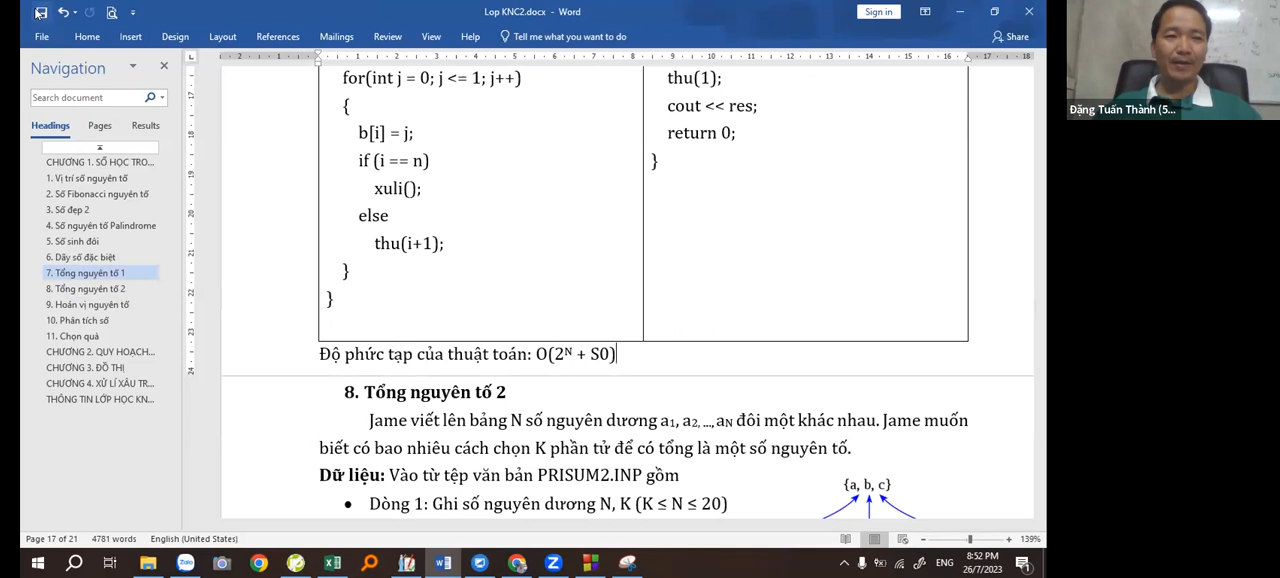 Lop KNC2.docx - Word
Sign in
File
Home
Insert
Design
Layout
References
Mailings
Review
View
Help
Tell me what you want to do
Share
Navigation
Search document
Headings
Pages
Results
CHƯƠNG 1. SỐ HỌC TRO...
1. Vị trí số nguyên tố
2. Số Fibonacci nguyên tố
3. Số đẹp 2
4. Số nguyên tố Palindrome
5. Số sinh đôi
6. Dãy số đặc biệt
7. Tổng nguyên tố 1
8. Tổng nguyên tố 2
9. Hoán vị nguyên tố
10. Phân tích số
11. Chọn quà
CHƯƠNG 2. QUY HOẠCH...
CHƯƠNG 3. ĐỒ THỊ
CHƯƠNG 4. XỬ LÍ XÂU TR...
THÔNG TIN LỚP HỌC KN...
for(int j = 0; j <= 1; j++)
{
b[i] = j;
if (i == n)
xuli();
else
thu(i+1);
}
}
thu(1);
cout << res;
return 0;
}
Độ phức tạp của thuật toán: O(2ᴺ + S0)
8. Tổng nguyên tố 2
Jame viết lên bảng N số nguyên dương a₁, a₂, ...,aN đôi một khác nhau. Jame muốn
biết có bao nhiêu cách chọn K phần tử để có tổng là một số nguyên tố.
Dữ liệu: Vào từ tệp văn bản PRISUM2.INP gồm
• Dòng 1: Ghi số nguyên dương N, K (K ≤ N ≤ 20)
{a, b, c}
Page 17 of 21
4781 words
English (United States)
139%
ENG
8:52 PM
26/7/2023
Đặng Tuấn Thành (5...